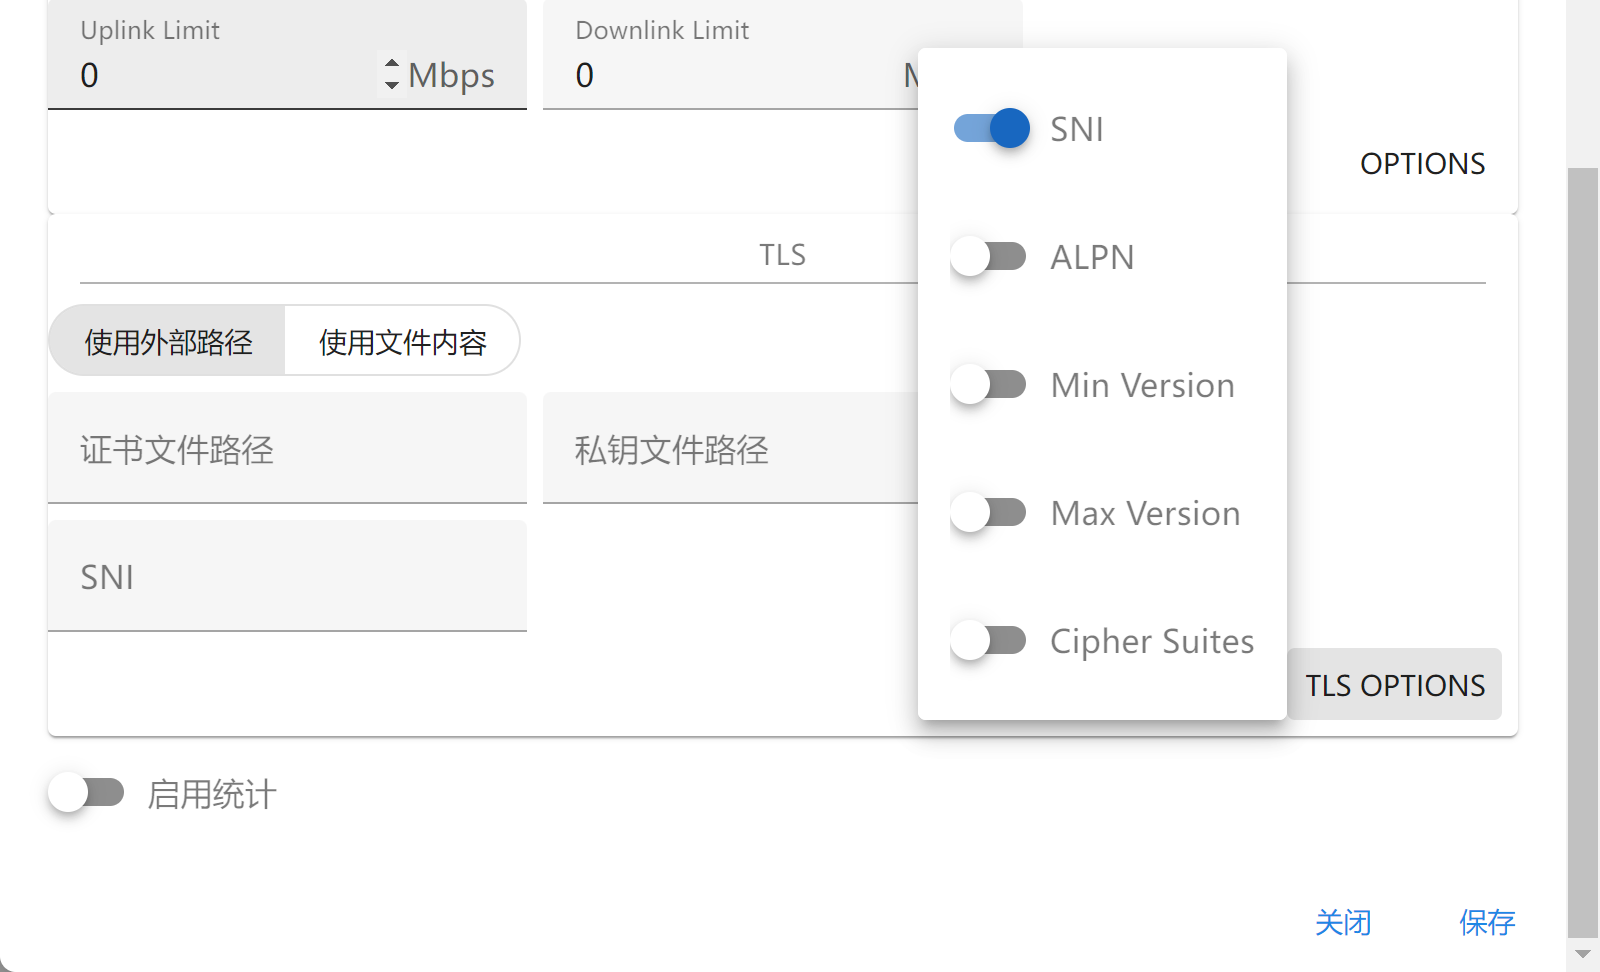 Uplink Limit
0
Mbps
Downlink Limit
0
OPTIONS
TLS
使用外部路径
使用文件内容
证书文件路径
私钥文件路径
SNI
SNI
ALPN
Min Version
Max Version
Cipher Suites
TLS OPTIONS
启用统计
关闭
保存